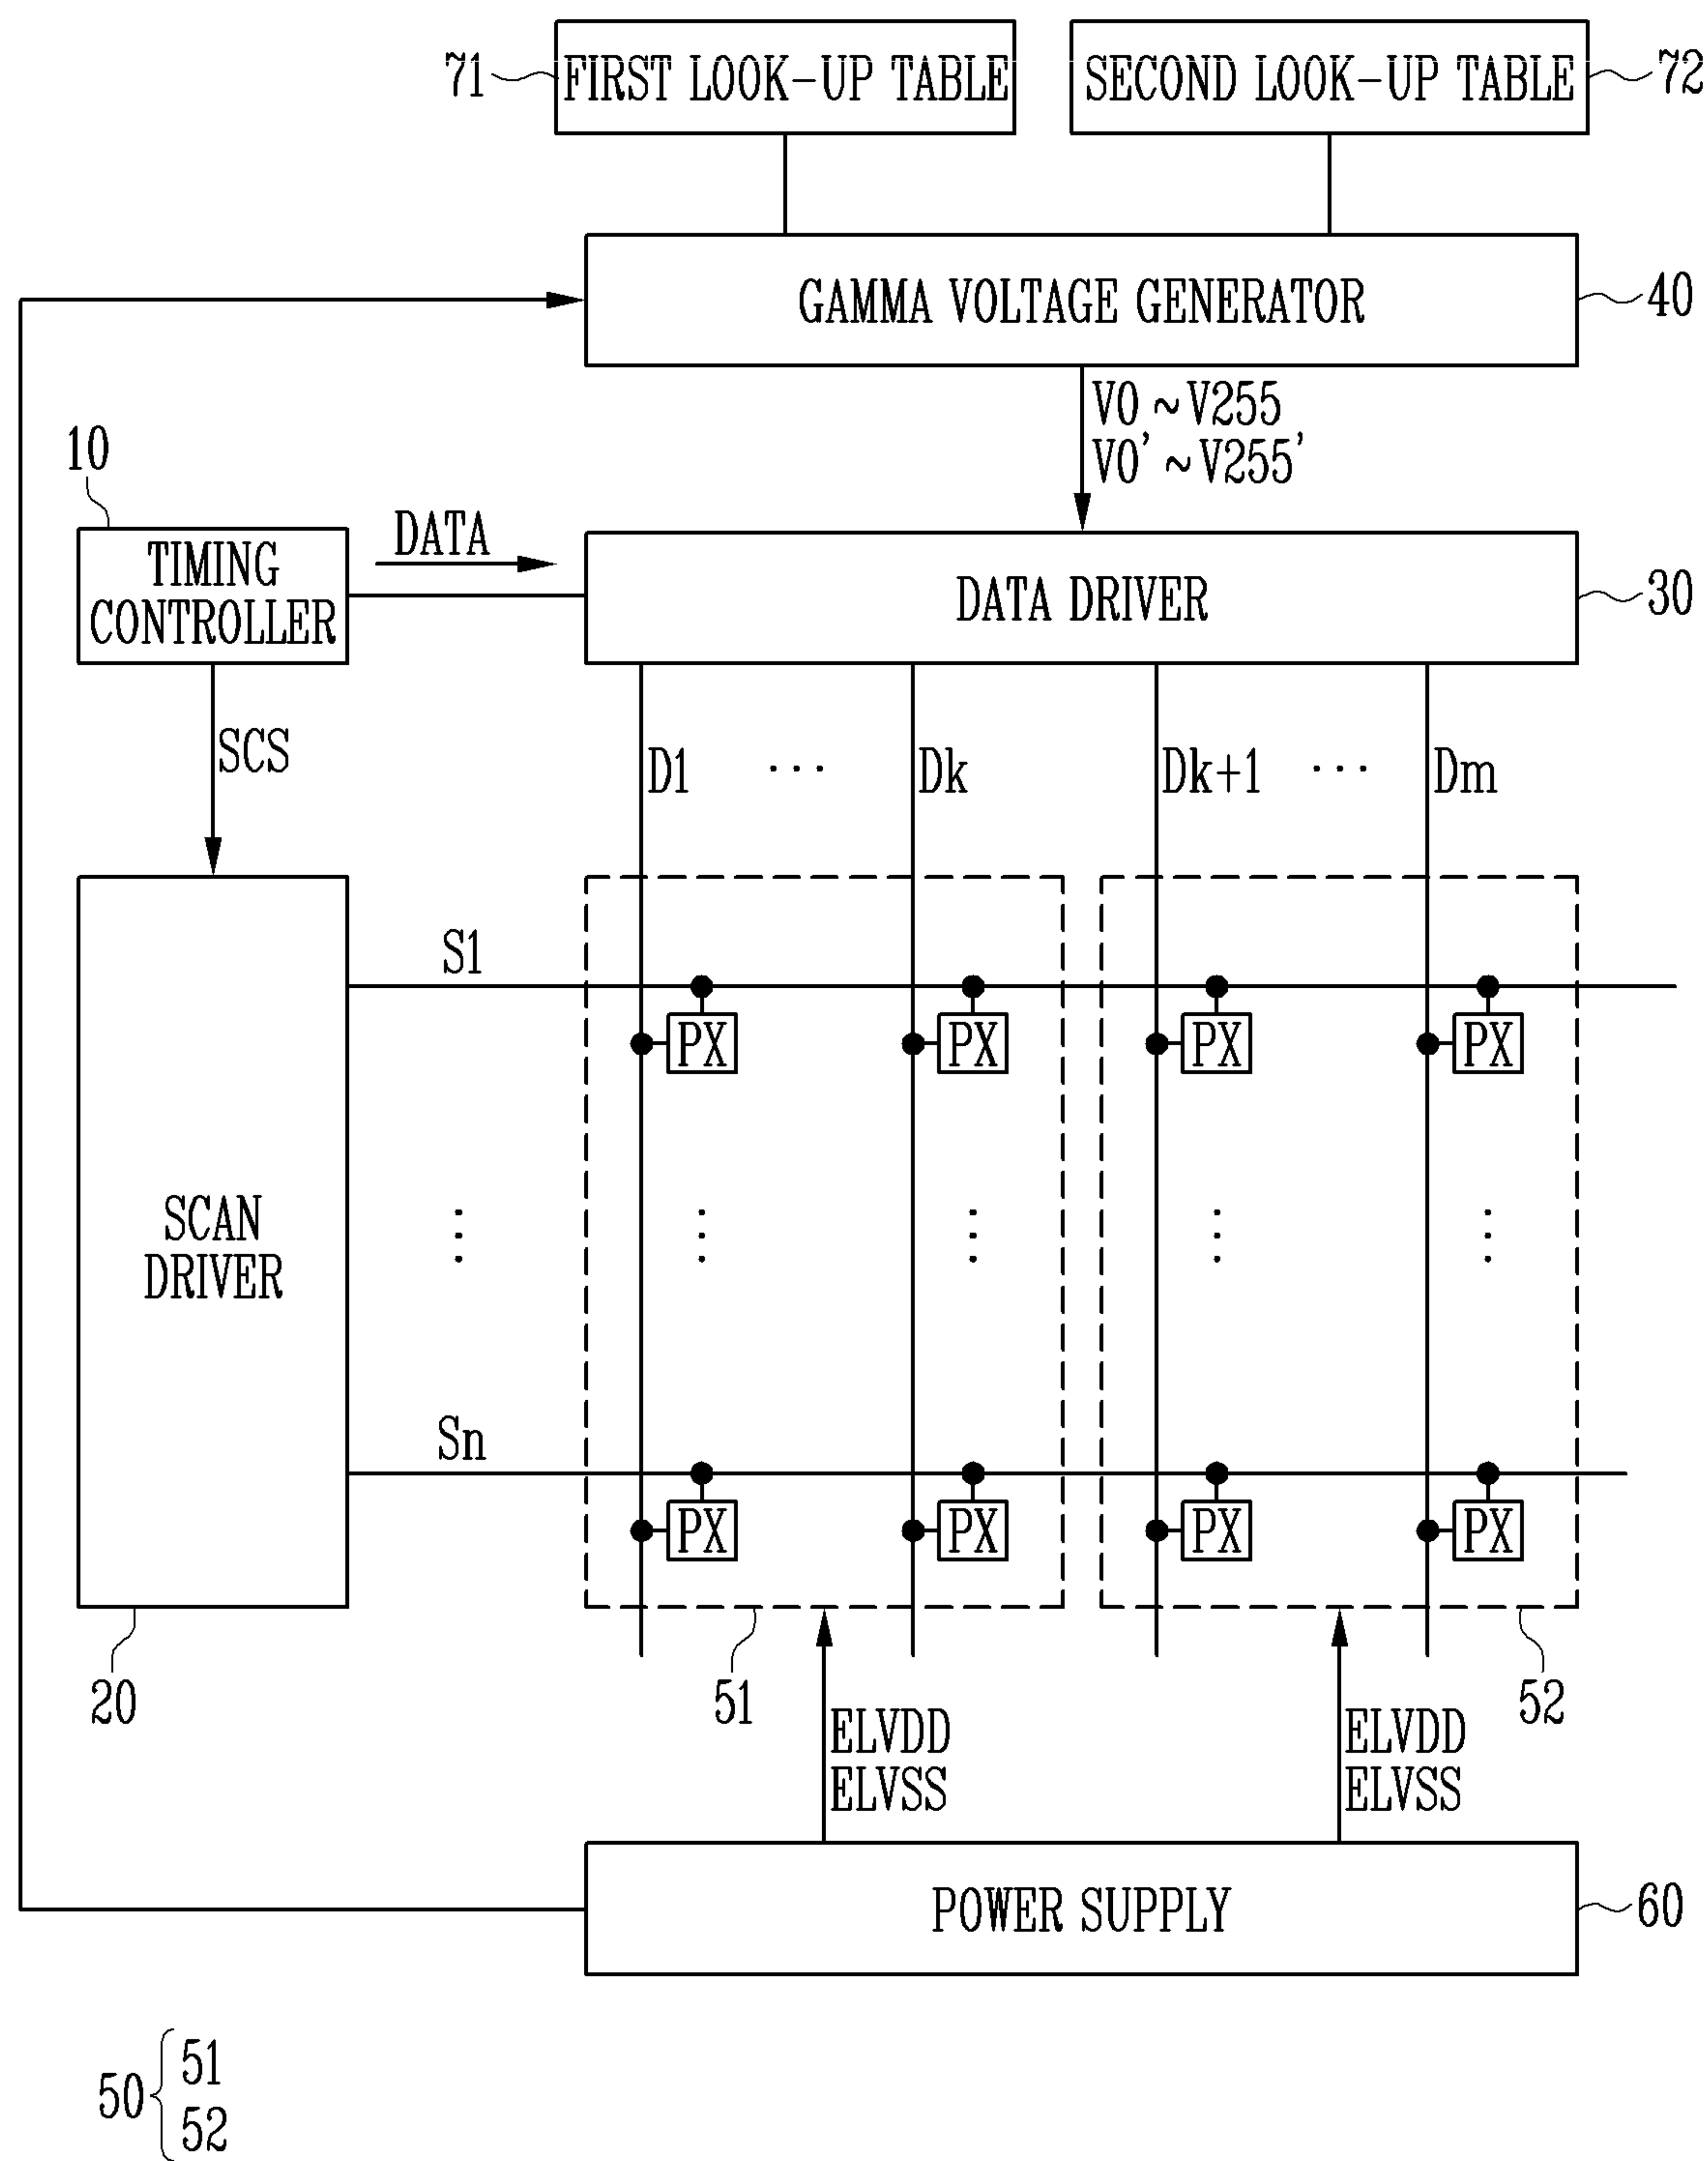 71 FIRST LOOK-UP TABLE SECOND LOOK-UP TABLE 72
GAMMA VOLTAGE GENERATOR 40
V0 ~ V255
V0' ~ V255'
10
TIMING
CONTROLLER
DATA
DATA DRIVER 30
SCS
D1 ... Dk Dk+1 ... Dm
S1
PX PX PX PX
SCAN
DRIVER
Sn
PX PX PX PX
20 51 52
ELVDD ELVDD
ELVSS ELVSS
POWER SUPPLY 60
50 { 51
52